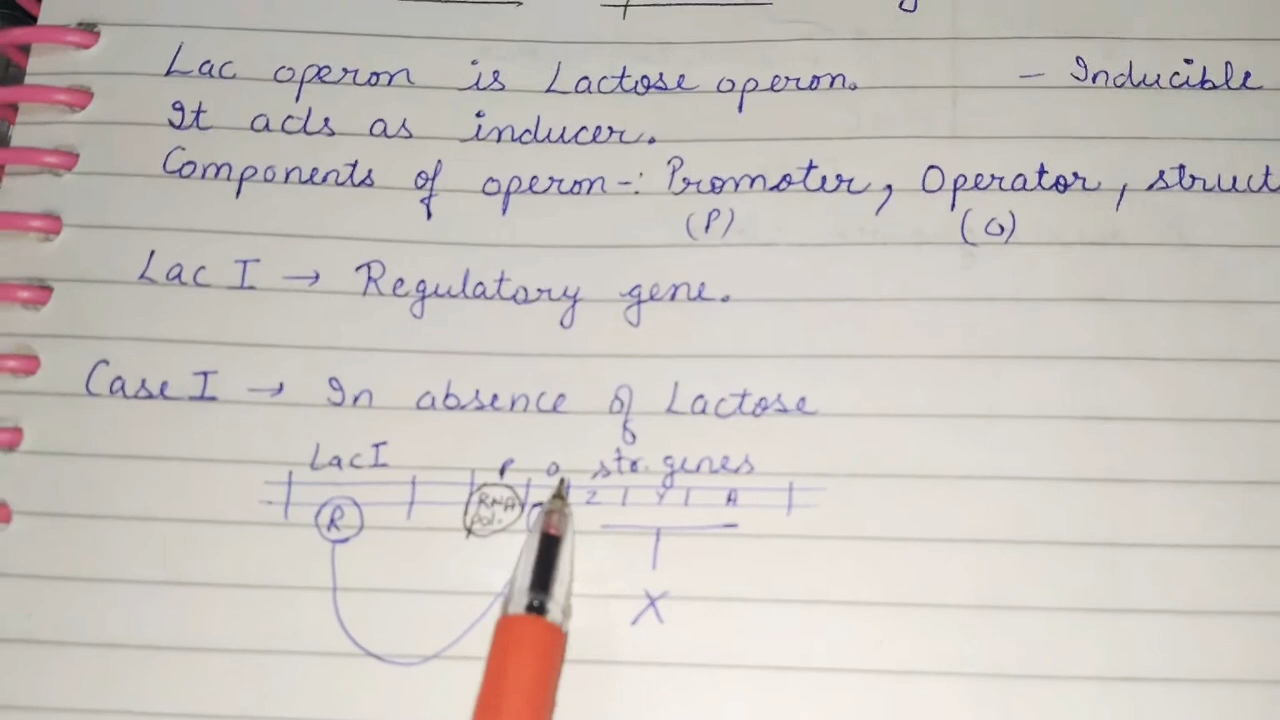 Lac operon is Lactose operon. - Inducible
It acts as inducer.
Components of operon-: Promoter, Operator, struct
(P) (O)
Lac I → Regulatory gene.
Case I → In absence of Lactose
LacI P O str. genes
RNA Pol. Z Y A
R
X